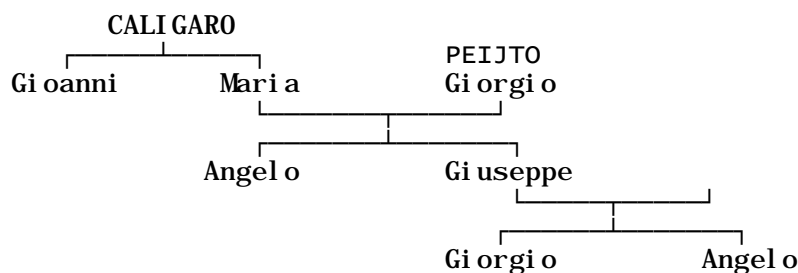 CALIGARO
PEIJTO
Gioanni Maria Giorgio
Angelo Giuseppe
Giorgio Angelo